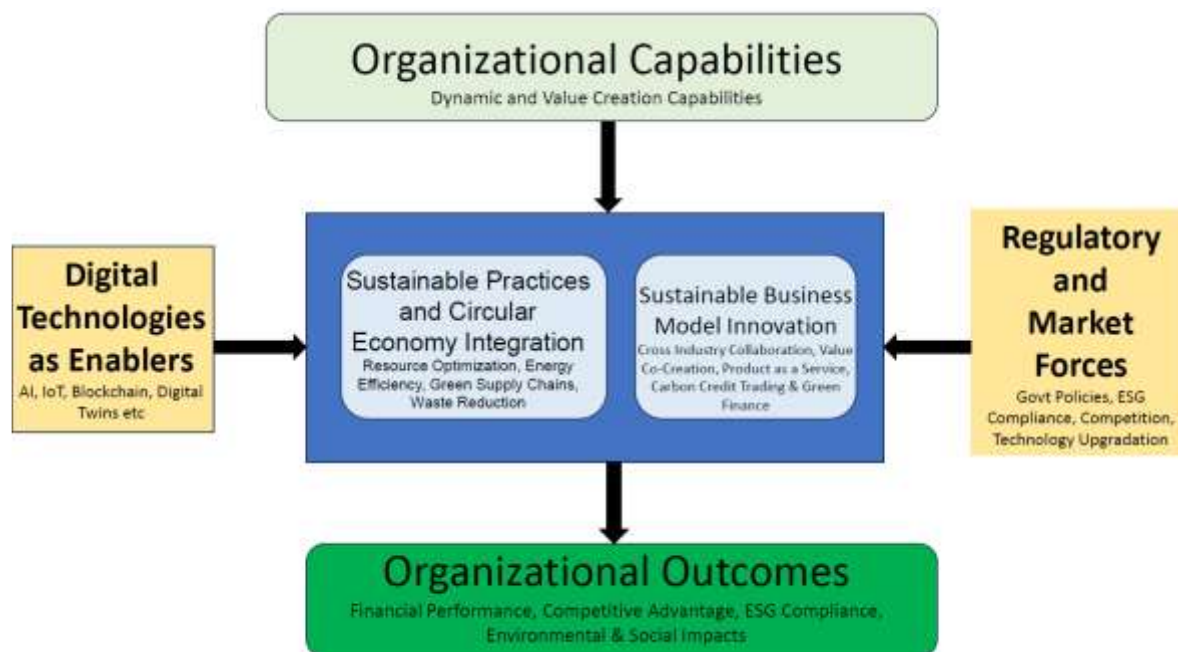 Organizational Capabilities
Dynamic and Value Creation Capabilities
Digital
Technologies
as Enablers
AI, IoT, Blockchain, Digital
Twins etc
Sustainable Practices
and Circular
Economy Integration
Resource Optimization, Energy
Efficiency, Green Supply Chains,
Waste Reduction
Sustainable Business
Model Innovation
Cross Industry Collaboration, Value
Co-Creation, Product as a Service,
Carbon Credit Trading & Green
Finance
Regulatory
and
Market
Forces
Govt Policies, ESG
Compliance, Competition,
Technology Upgradation
Organizational Outcomes
Financial Performance, Competitive Advantage, ESG Compliance,
Environmental & Social Impacts